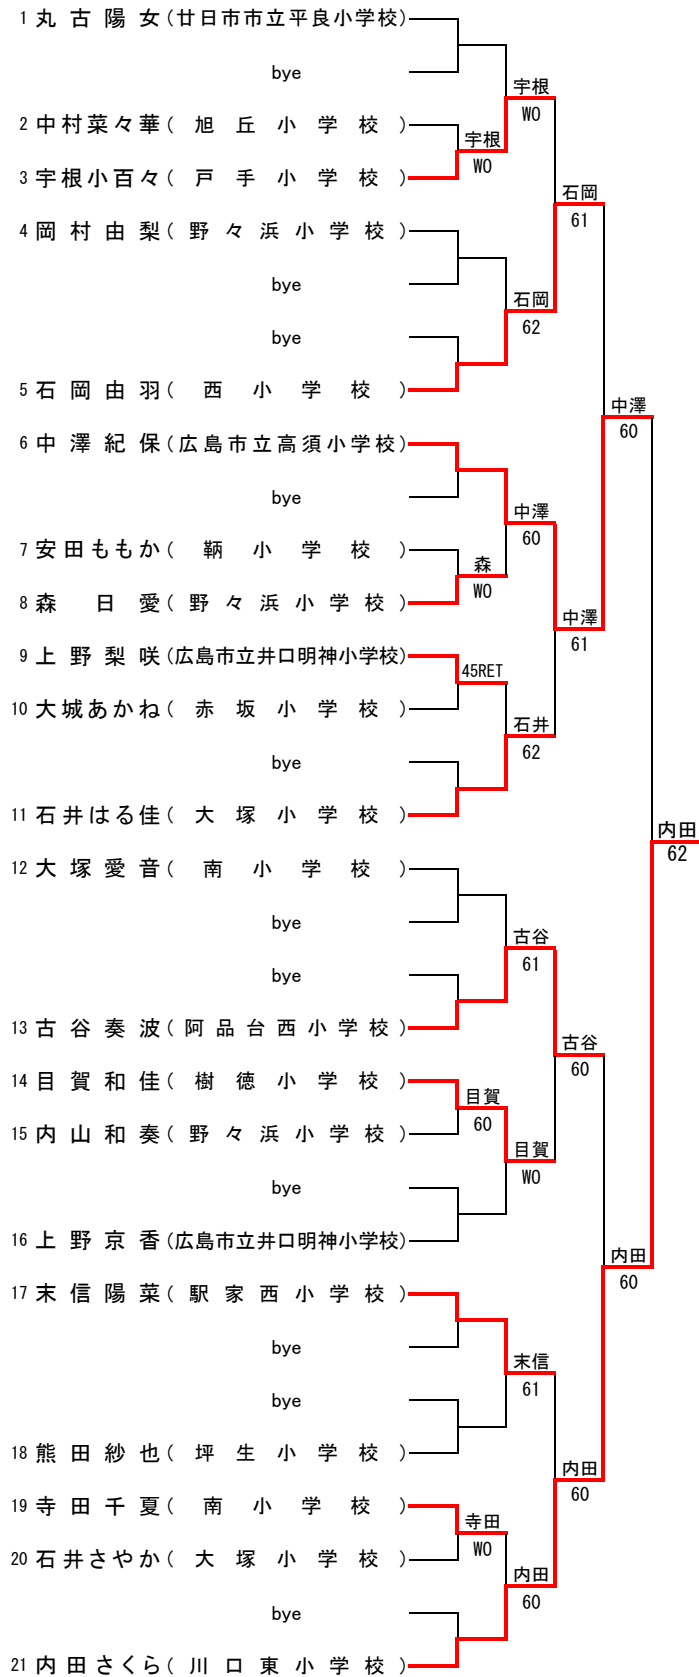 1 丸古陽女(廿日市市立平良小学校)
bye
宇根
WO
2 中村菜々華(旭丘小学校)
宇根
WO
3 宇根小百々(戸手小学校)
石岡
61
4 岡村由梨(野々浜小学校)
bye
石岡
62
bye
5 石岡由羽(西小学校)
中澤
60
6 中澤紀保(広島市立高須小学校)
bye
中澤
60
7 安田ももか(鞆小学校)
森
WO
8 森日愛(野々浜小学校)
中澤
61
9 上野梨咲(広島市立井口明神小学校)
45RET
10 大城あかね(赤坂小学校)
石井
62
bye
11 石井はる佳(大塚小学校)
内田
62
12 大塚愛音(南小学校)
bye
古谷
61
bye
13 古谷奏波(阿品台西小学校)
古谷
60
14 目賀和佳(樹徳小学校)
目賀
60
15 内山和奏(野々浜小学校)
目賀
WO
bye
16 上野京香(広島市立井口明神小学校)
内田
60
17 末信陽菜(駅家西小学校)
bye
末信
61
bye
18 熊田紗也(坪生小学校)
内田
60
19 寺田千夏(南小学校)
寺田
WO
20 石井さやか(大塚小学校)
内田
60
bye
21 内田さくら(川口東小学校)